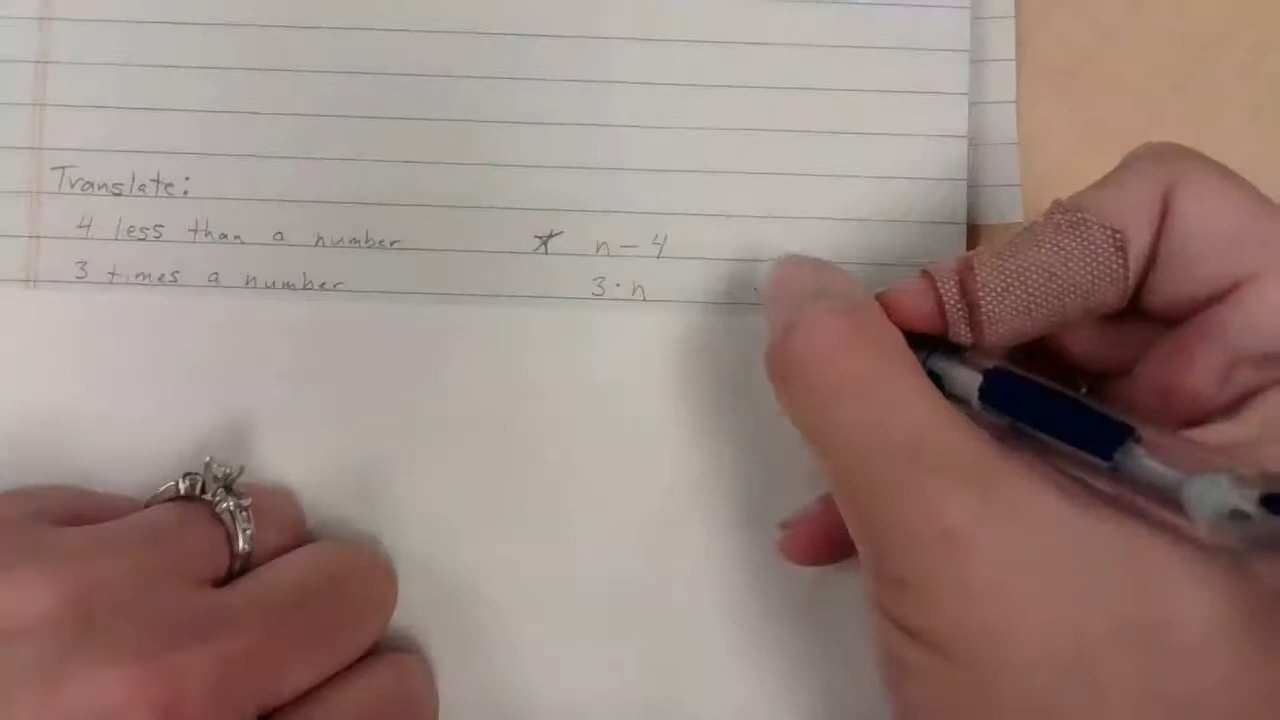 Translate:
4 less than a number ★ n - 4
3 times a number 3 · n